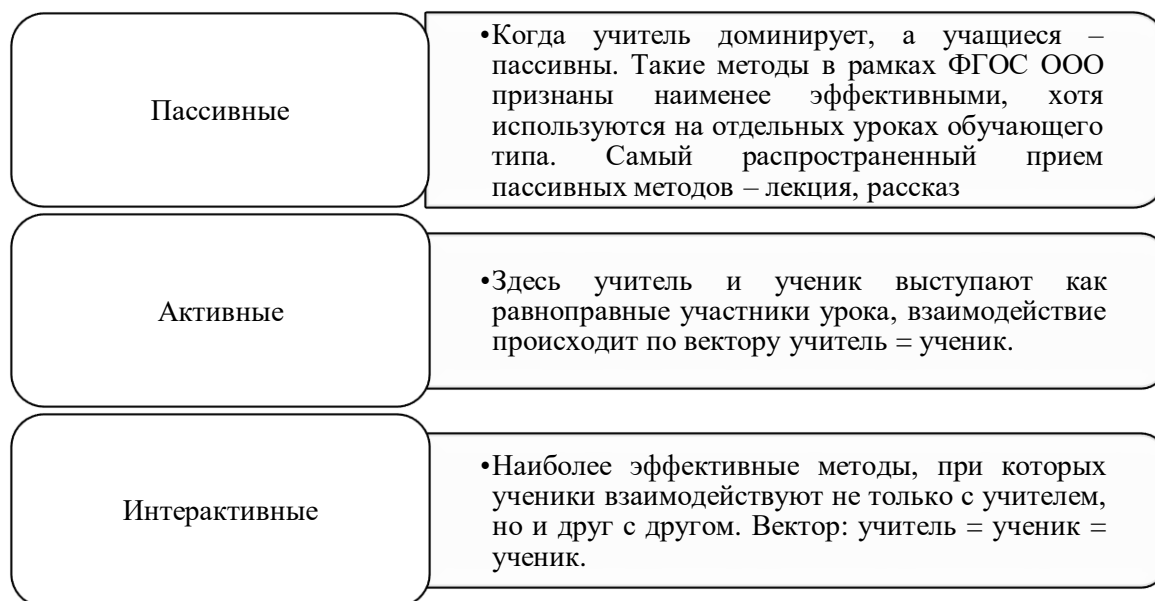 Пассивные
•Когда учитель доминирует, а учащиеся –
пассивны. Такие методы в рамках ФГОС ООО
признаны наименее эффективными, хотя
используются на отдельных уроках обучающего
типа. Самый распространенный прием
пассивных методов – лекция, рассказ
Активные
•Здесь учитель и ученик выступают как
равноправные участники урока, взаимодействие
происходит по вектору учитель = ученик.
Интерактивные
•Наиболее эффективные методы, при которых
ученики взаимодействуют не только с учителем,
но и друг с другом. Вектор: учитель = ученик =
ученик.